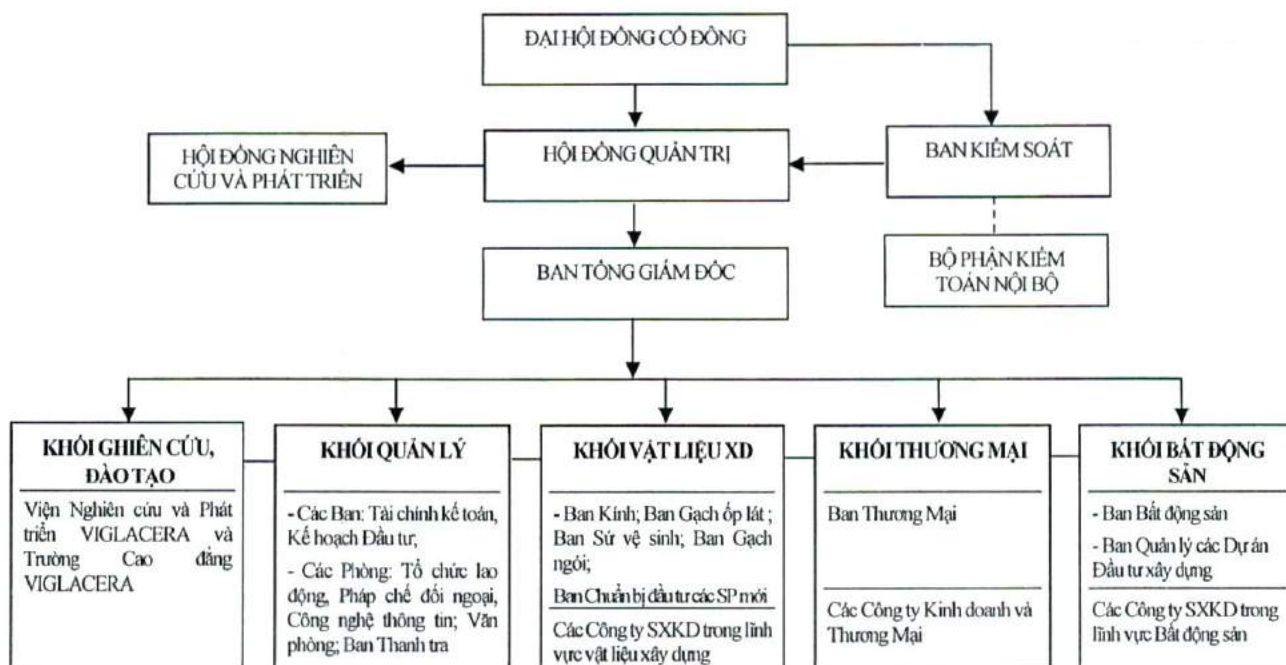 ĐẠI HỘI ĐỒNG CỔ ĐÔNG
HỘI ĐỒNG NGHIÊN
CỨU VÀ PHÁT TRIỂN
HỘI ĐỒNG QUẢN TRỊ
BAN KIỂM SOÁT
BAN TỔNG GIÁM ĐỐC
BỘ PHẬN KIỂM
TOÁN NỘI BỘ
KHỐI GHIÊN CỨU,
ĐÀO TẠO
Viện Nghiên cứu và Phát
triển VIGLACERA và
Trường Cao đẳng
VIGLACERA
KHỐI QUẢN LÝ
- Các Ban: Tài chính kế toán,
Kế hoạch Đầu tư;
- Các Phòng: Tổ chức lao
động, Pháp chế đối ngoại,
Công nghệ thông tin; Văn
phòng; Ban Thanh tra
KHỐI VẬT LIỆU XD
- Ban Kính; Ban Gạch ốp lát ;
Ban Sứ vệ sinh; Ban Gạch
ngói;
Ban Chuẩn bị đầu tư các SP mới
Các Công ty SXKD trong lĩnh
vực vật liệu xây dựng
KHỐI THƯƠNG MẠI
Ban Thương Mại
Các Công ty Kinh doanh và
Thương Mại
KHỐI BẤT ĐỘNG
SẢN
- Ban Bất động sản
- Ban Quản lý các Dự án
Đầu tư xây dựng
Các Công ty SXKD trong
lĩnh vực Bất động sản